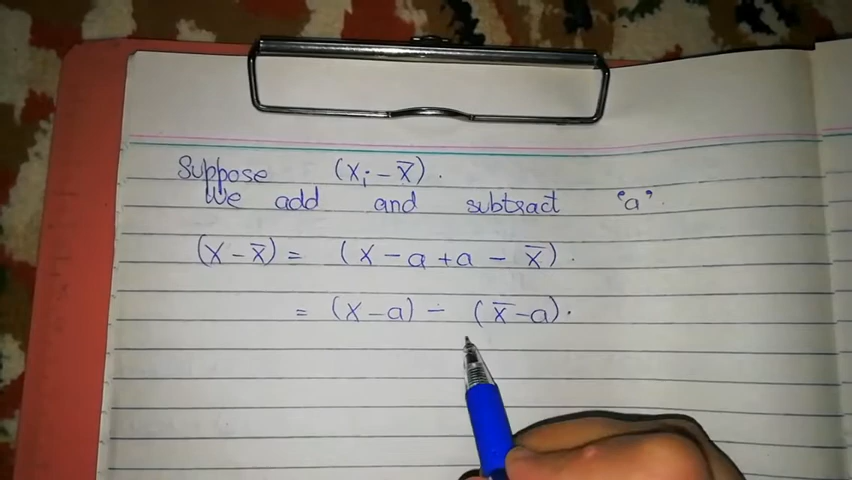 Suppose (Xᵢ - X̄).
We add and subtract "a".
(X - X̄) = (X - a + a - X̄).
= (X - a) - (X̄ - a).